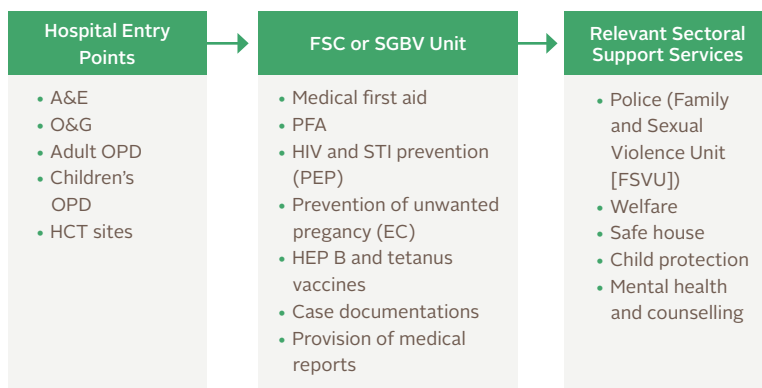 Hospital Entry
Points
• A&E
• O&G
• Adult OPD
• Children's
OPD
• HCT sites
FSC or SGBV Unit
• Medical first aid
• PFA
• HIV and STI prevention
(PEP)
• Prevention of unwanted
pregancy (EC)
• HEP B and tetanus
vaccines
• Case documentations
• Provision of medical
reports
Relevant Sectoral
Support Services
• Police (Family
and Sexual
Violence Unit
[FSVU])
• Welfare
• Safe house
• Child protection
• Mental health
and counselling